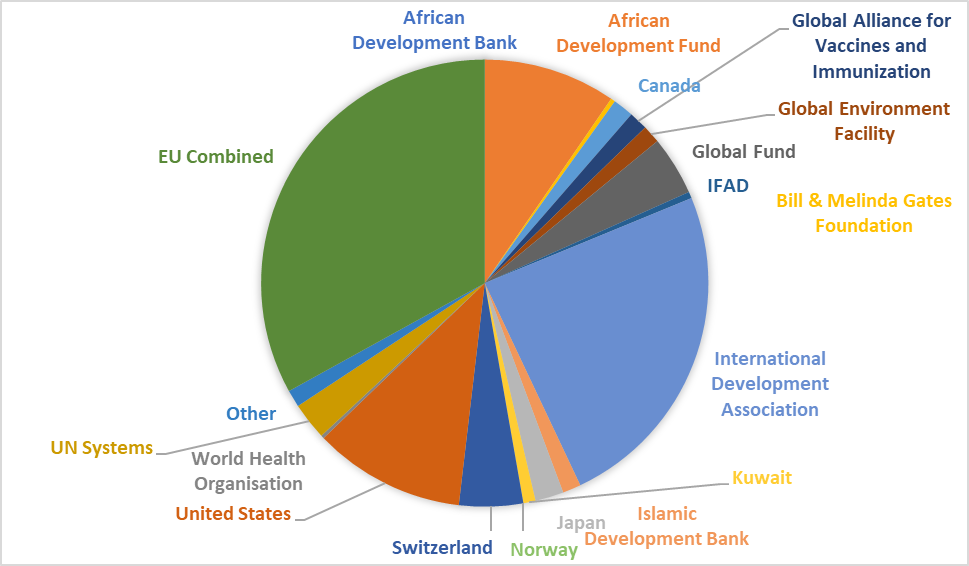 African
Development Bank
African
Development Fund
Global Alliance for
Vaccines and
Immunization
Canada
Global Environment
Facility
Global Fund
IFAD
Bill & Melinda Gates
Foundation
EU Combined
International
Development
Association
Other
UN Systems
World Health
Organisation
United States
Kuwait
Switzerland
Norway
Japan
Islamic
Development Bank